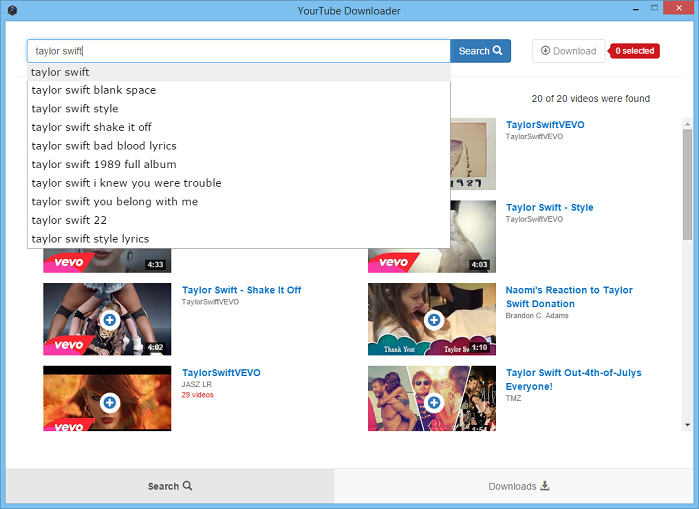 YourTube Downloader
taylor swift
Search
Download
0 selected
taylor swift
taylor swift blank space
taylor swift style
taylor swift shake it off
taylor swift bad blood lyrics
taylor swift 1989 full album
taylor swift i knew you were trouble
taylor swift you belong with me
taylor swift 22
taylor swift style lyrics
20 of 20 videos were found
TaylorSwiftVEVO
TaylorSwiftVEVO
1989
vevo
4:33
vevo
4:03
Taylor Swift - Style
TaylorSwiftVEVO
vevo
4:02
Taylor Swift - Shake It Off
TaylorSwiftVEVO
Thank You!
Taylor
1:10
Naomi's Reaction to Taylor
Swift Donation
Brandon C. Adams
vevo
TaylorSwiftVEVO
JASZ LR
29 videos
1:54
Taylor Swift Out-4th-of-Julys
Everyone!
TMZ
Search
Downloads